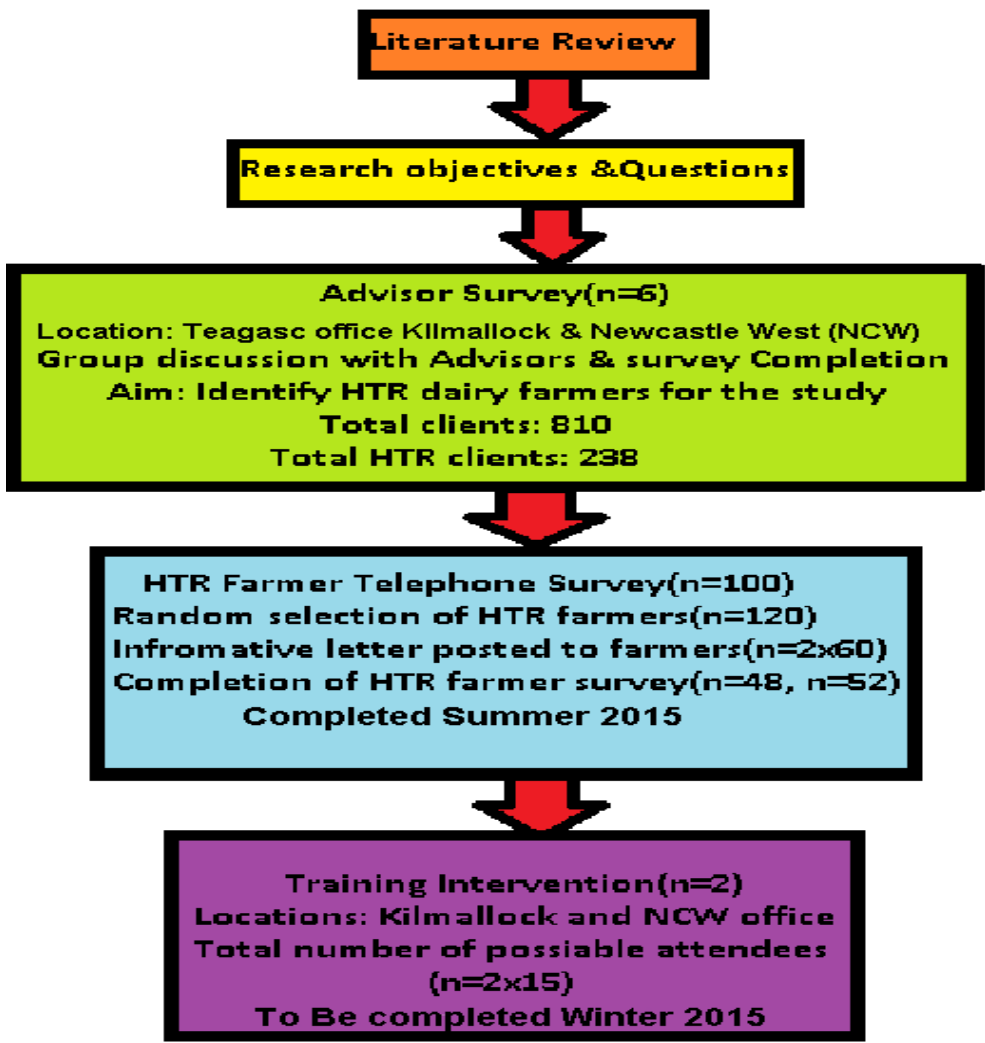 Literature Review
Research objectives &Questions
Advisor Survey(n=6)
Location: Teagasc office Kilmallock & Newcastle West (NCW)
Group discussion with Advisors & survey Completion
Aim: Identify HTR dairy farmers for the study
Total clients: 810
Total HTR clients: 238
HTR Farmer Telephone Survey(n=100)
Random selection of HTR farmers(n=120)
Infromative letter posted to farmers(n=2x60)
Completion of HTR farmer survey(n=48, n=52)
Completed Summer 2015
Training Intervention(n=2)
Locations: Kilmallock and NCW office
Total number of possiable attendees
(n=2x15)
To Be completed Winter 2015